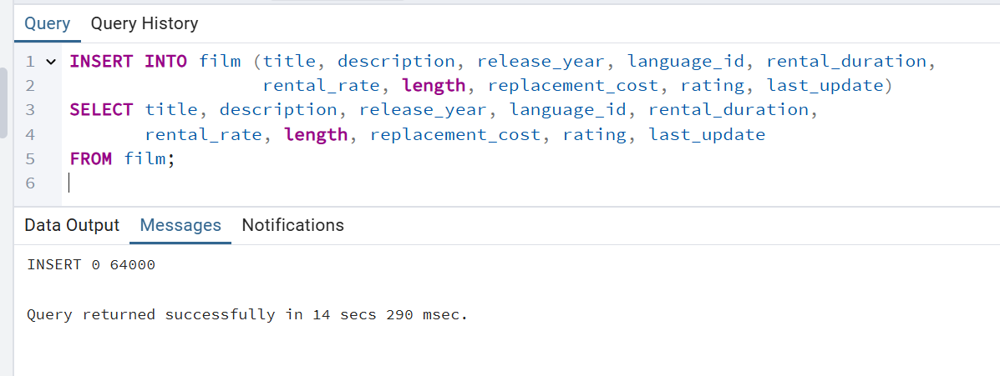 Query Query History
1 INSERT INTO film (title, description, release_year, language_id, rental_duration,
2 rental_rate, length, replacement_cost, rating, last_update)
3 SELECT title, description, release_year, language_id, rental_duration,
4 rental_rate, length, replacement_cost, rating, last_update
5 FROM film;
6
Data Output Messages Notifications
INSERT 0 64000
Query returned successfully in 14 secs 290 msec.